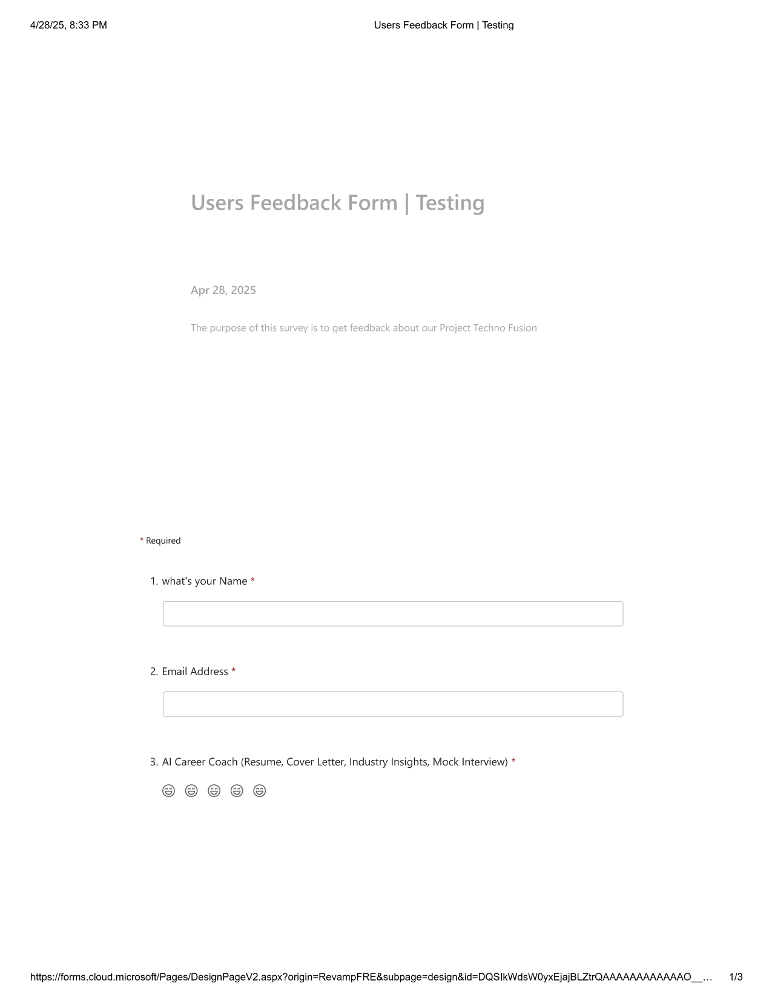 4/28/25, 8:33 PM Users Feedback Form | Testing
Users Feedback Form | Testing
Apr 28, 2025
The purpose of this survey is to get feedback about our Project Techno Fusion
* Required
1. what's your Name *
2. Email Address *
3. AI Career Coach (Resume, Cover Letter, Industry Insights, Mock Interview) *
https://forms.cloud.microsoft/Pages/DesignPageV2.aspx?origin=RevampFRE&subpage=design&id=DQSIkWdsW0yxEjajBLZtrQAAAAAAAAAAAAO__… 1/3